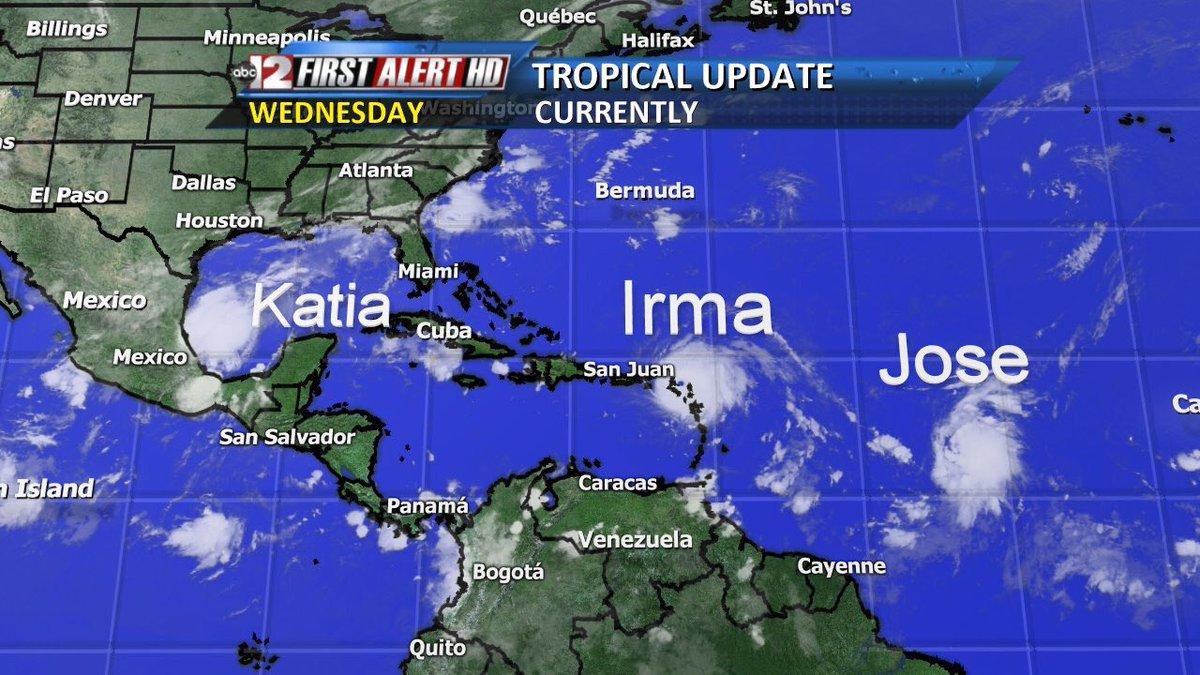 St. John's
Québec
Billings
Minneapolis
Halifax
abc 12 FIRST ALERT HD
TROPICAL UPDATE
Denver
WEDNESDAY
Washington
CURRENTLY
Atlanta
Dallas
El Paso
Bermuda
Houston
Miami
Mexico
Katia
Irma
Cuba
Mexico
San Juan
Jose
Ca
San Salvador
n Island
Caracas
Panamá
Venezuela
Cayenne
Bogotá
Quito